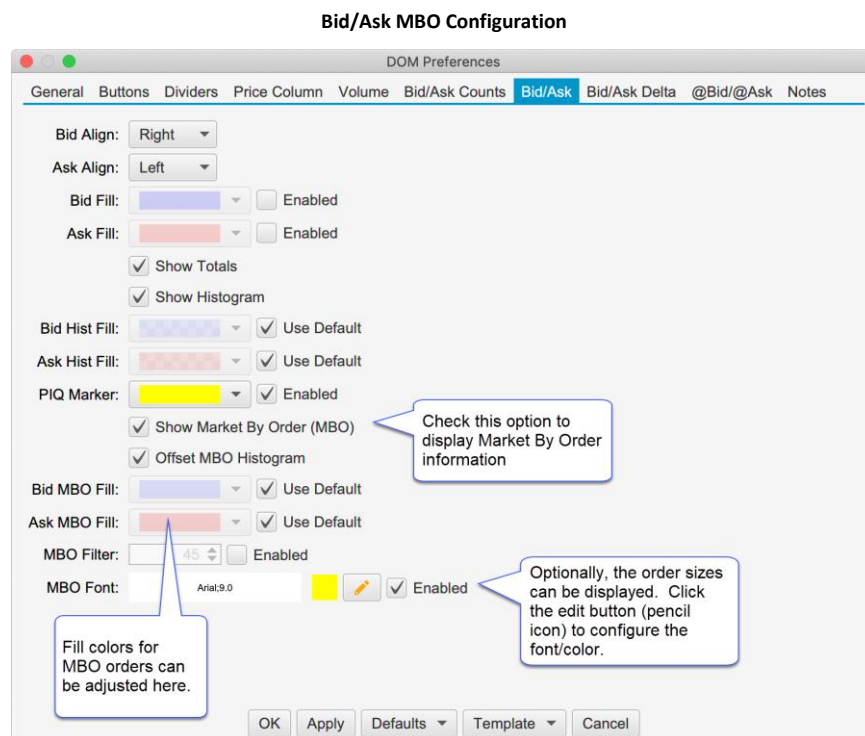 Bid/Ask MBO Configuration
DOM Preferences
General Buttons Dividers Price Column Volume Bid/Ask Counts Bid/Ask Bid/Ask Delta @Bid/@Ask Notes
Bid Align: Right
Ask Align: Left
Bid Fill: Enabled
Ask Fill: Enabled
Show Totals
Show Histogram
Bid Hist Fill: Use Default
Ask Hist Fill: Use Default
PIQ Marker: Enabled
Show Market By Order (MBO)
Offset MBO Histogram
Check this option to
display Market By Order
information
Bid MBO Fill: Use Default
Ask MBO Fill: Use Default
MBO Filter: 45 Enabled
MBO Font: Arial;9.0 Enabled
Optionally, the order sizes
can be displayed. Click
the edit button (pencil
icon) to configure the
font/color.
Fill colors for
MBO orders can
be adjusted here.
OK Apply Defaults Template Cancel